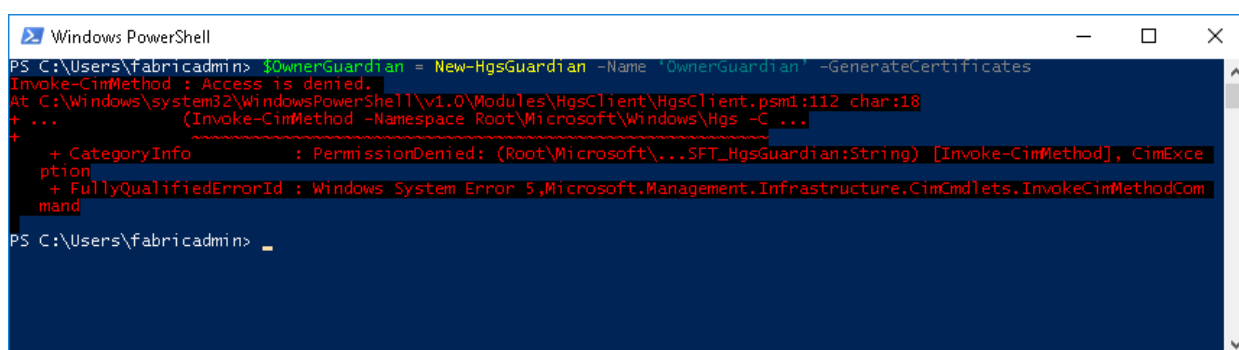 Windows PowerShell
PS C:\Users\fabricadmin> $OwnerGuardian = New-HgsGuardian -Name 'OwnerGuardian' -GenerateCertificates
Invoke-CimMethod : Access is denied.
At C:\Windows\system32\WindowsPowerShell\v1.0\Modules\HgsClient\HgsClient.psm1:112 char:18
+ ...             (Invoke-CimMethod -Namespace Root\Microsoft\Windows\Hgs -C ...
+                  ~~~~~~~~~~~~~~~~~~~~~~~~~~~~~~~~~~~~~~~~~~~~~~~~~~~~~~~~~
    + CategoryInfo          : PermissionDenied: (Root\Microsoft\...SFT_HgsGuardian:String) [Invoke-CimMethod], CimExce
   ption
    + FullyQualifiedErrorId : Windows System Error 5,Microsoft.Management.Infrastructure.CimCmdlets.InvokeCimMethodCom
   mand
PS C:\Users\fabricadmin> _